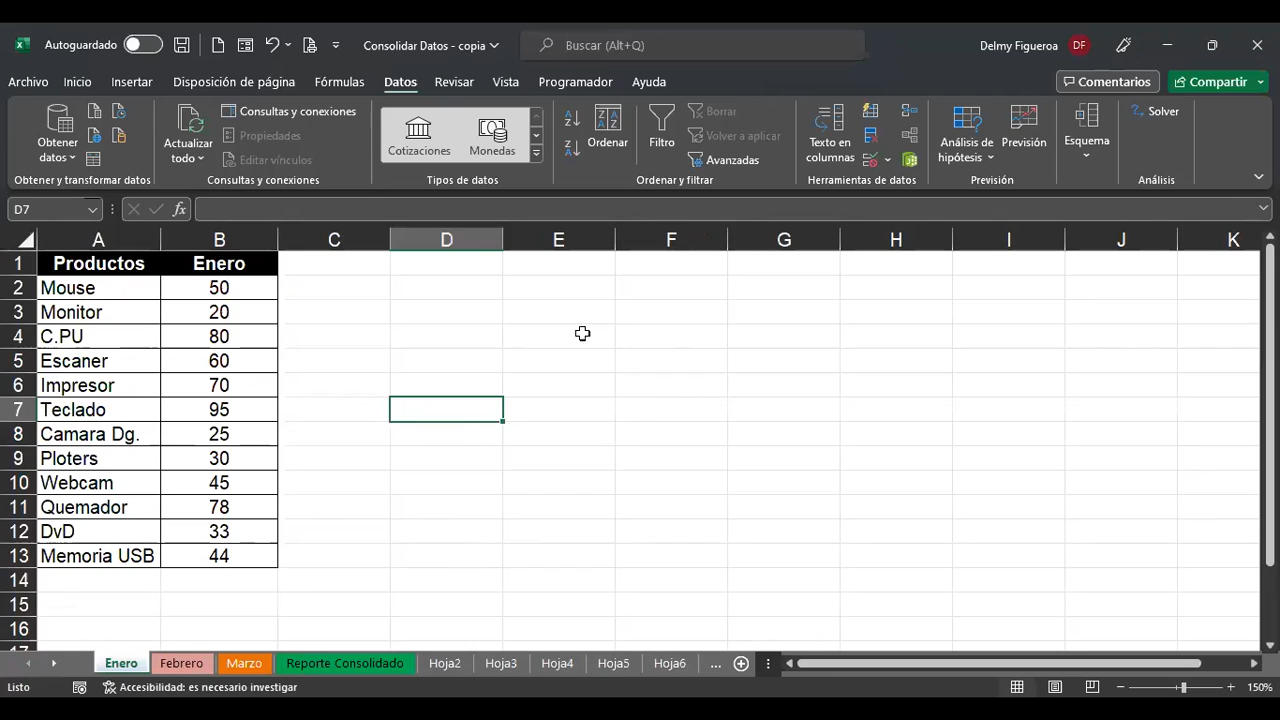 Autoguardado
Consolidar Datos - copia
Buscar (Alt+Q)
Delmy Figueroa
DF
Archivo Inicio Insertar Disposición de página Fórmulas Datos Revisar Vista Programador Ayuda
Comentarios
Compartir
Obtener datos
Obtener y transformar datos
Actualizar todo
Consultas y conexiones
Propiedades
Editar vínculos
Consultas y conexiones
Cotizaciones
Monedas
Tipos de datos
Ordenar
Filtro
Borrar
Volver a aplicar
Avanzadas
Ordenar y filtrar
Texto en columnas
Herramientas de datos
Análisis de hipótesis
Previsión
Previsión
Esquema
Solver
Análisis
D7
fx
A B C D E F G H I J K
1 Productos Enero
2 Mouse 50
3 Monitor 20
4 C.PU 80
5 Escaner 60
6 Impresor 70
7 Teclado 95
8 Camara Dg. 25
9 Ploters 30
10 Webcam 45
11 Quemador 78
12 DvD 33
13 Memoria USB 44
14
15
16
17
Enero Febrero Marzo Reporte Consolidado Hoja2 Hoja3 Hoja4 Hoja5 Hoja6 ...
Listo
Accesibilidad: es necesario investigar
150%